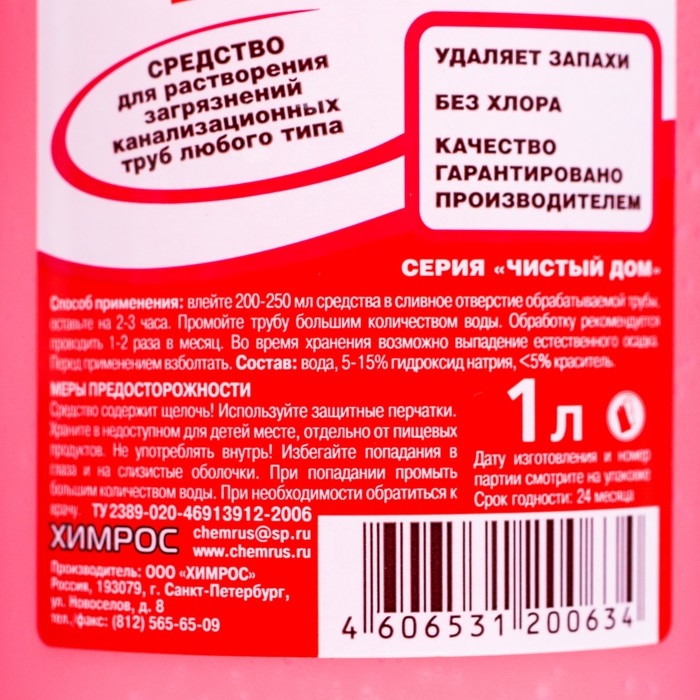 СРЕДСТВО
для растворения
загрязнений
канализационных
труб любого типа
УДАЛЯЕТ ЗАПАХИ
БЕЗ ХЛОРА
КАЧЕСТВО
ГАРАНТИРОВАНО
ПРОИЗВОДИТЕЛЕМ
СЕРИЯ «ЧИСТЫЙ ДОМ»
Способ применения: влейте 200-250 мл средства в сливное отверстие обрабатываемой трубы,
оставьте на 2-3 часа. Промойте трубу большим количеством воды. Обработку рекомендуется
проводить 1-2 раза в месяц. Во время хранения возможно выпадение естественного осадка.
Перед применением взболтать. Состав: вода, 5-15% гидроксид натрия, <5% краситель.
МЕРЫ ПРЕДОСТОРОЖНОСТИ
Средство содержит щелочь! Используйте защитные перчатки.
Храните в недоступном для детей месте, отдельно от пищевых
продуктов. Не употреблять внутрь! Избегайте попадания в
глаза и на слизистые оболочки. При попадании промыть
большим количеством воды. При необходимости обратиться к
врачу. ТУ 2389-020-46913912-2006
1 л
Дату изготовления и номер
партии смотрите на упаковке
Срок годности: 24 месяца
ХИМРОС
chemrus@sp.ru
www.chemrus.ru
Производитель: ООО «ХИМРОС»
Россия, 193079, г. Санкт-Петербург,
ул. Новоселов, д. 8
тел./факс: (812) 565-65-09
4 606531 200634